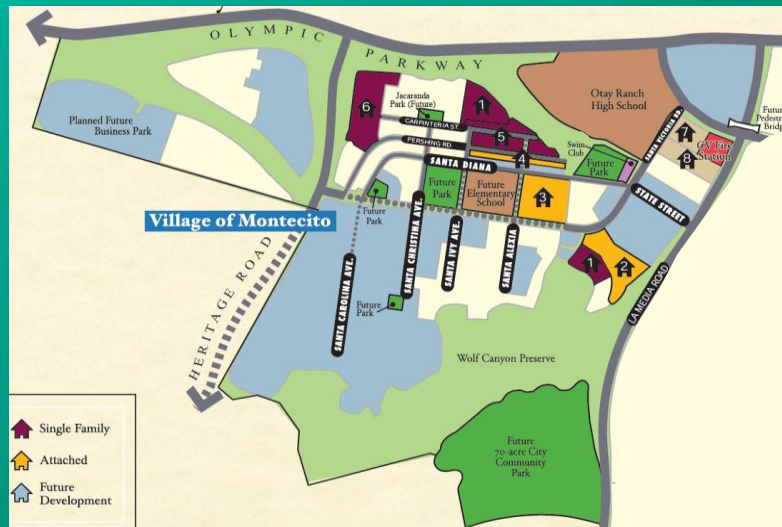 OLYMPIC
PARKWAY
Otay Ranch
High School
Jacaranda
Park (Future)
6
1
Planned Future
Business Park
CARPINTERIA ST.
5
PERSHING RD.
4
Swim
Club
SANTA VICTORIA RD.
7
8
CV Fire
Station
Future
Pedestr
Bridg
SANTA DIANA
Future
Park
Future
Park
Future
Elementary
School
3
STATE STREET
Future
Park
Village of Montecito
SANTA CHRISTINA AVE.
SANTA IVY AVE.
SANTA ALEXIA
SANTA CAROLINA AVE.
1
2
LA MEDIA ROAD
HERITAGE ROAD
Future
Park
Wolf Canyon Preserve
Future
70-acre City
Community
Park
Single Family
Attached
Future
Development